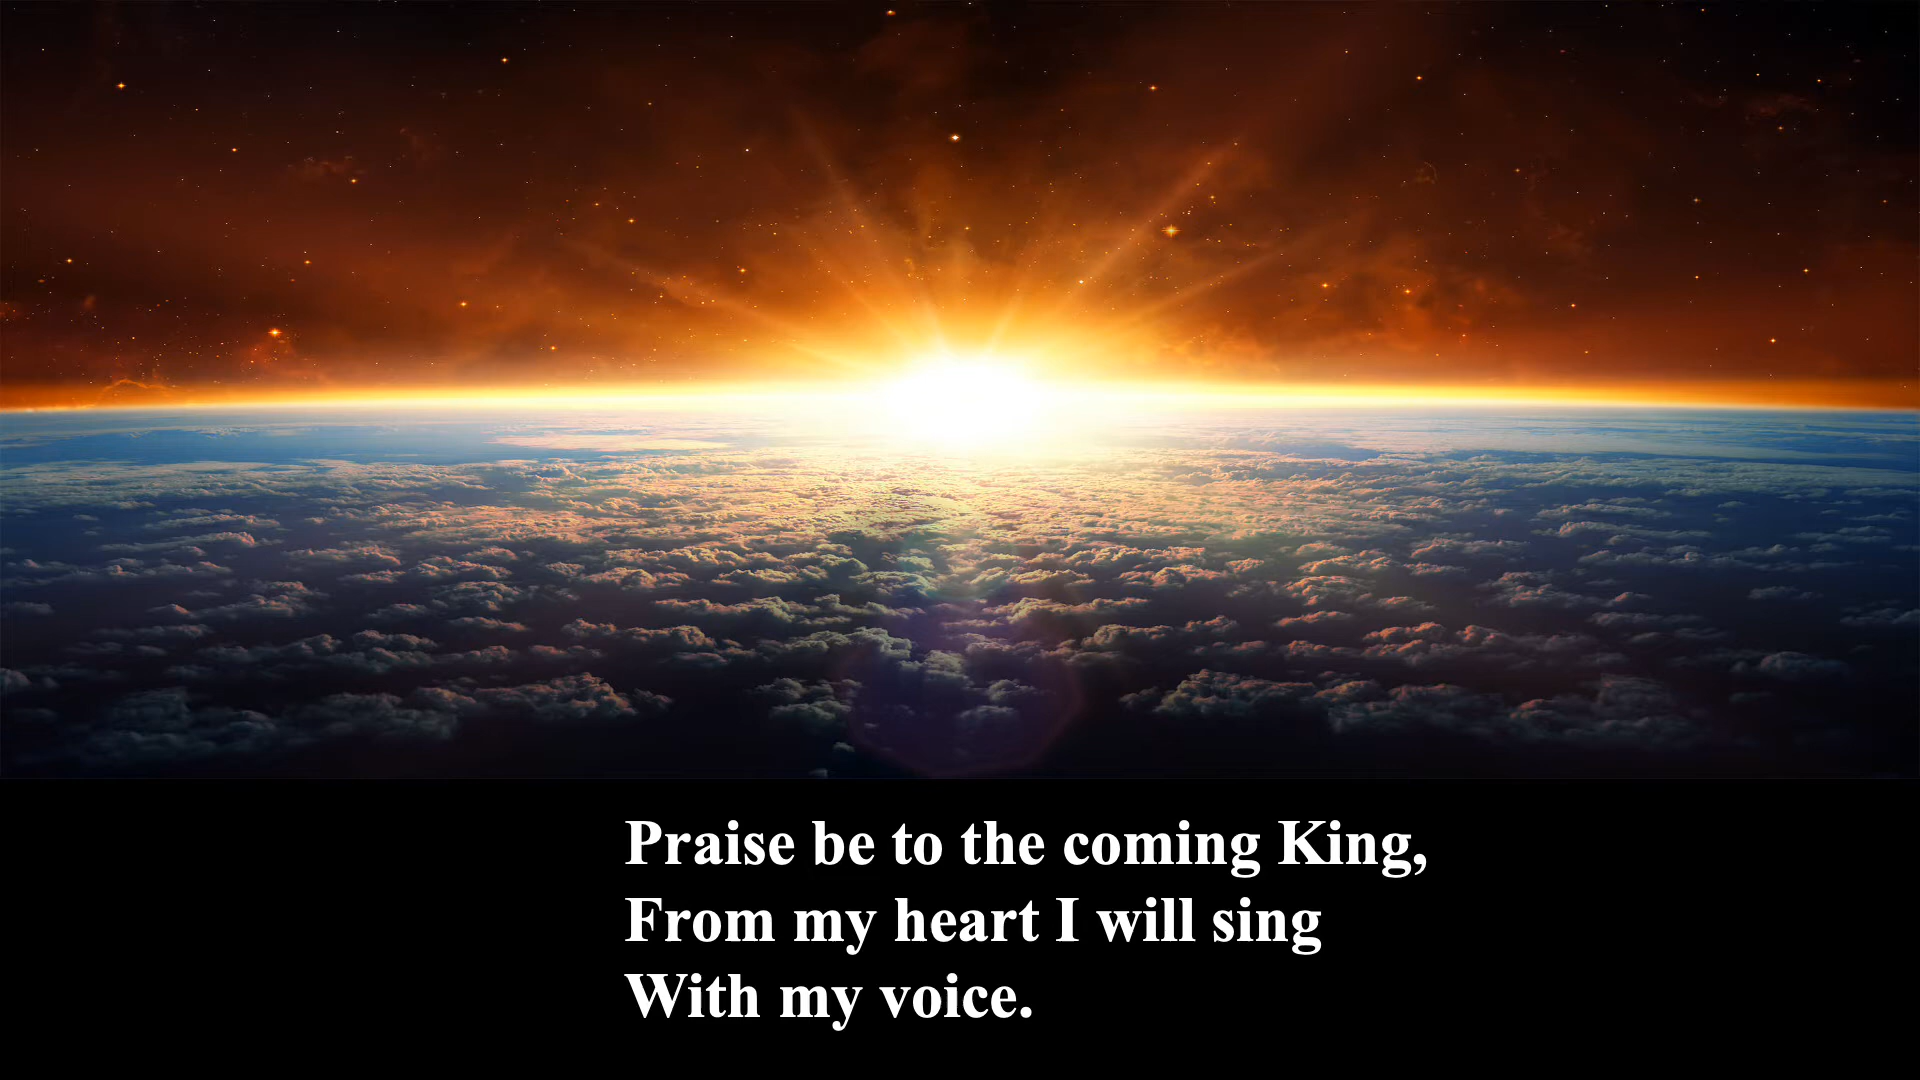 Praise be to the coming King,
From my heart I will sing
With my voice.